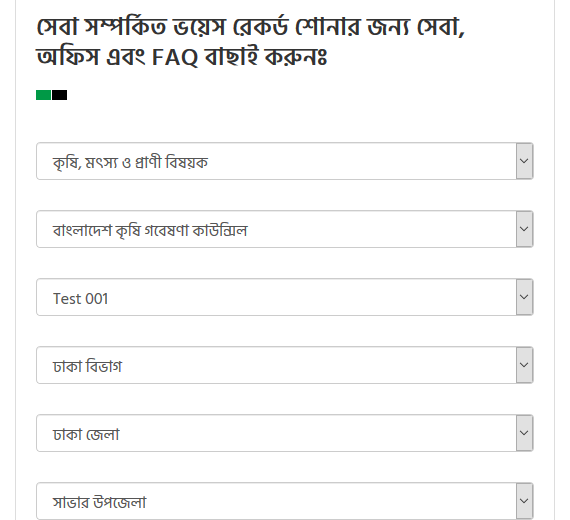 সেবা সম্পর্কিত ভয়েস রেকর্ড শোনার জন্য সেবা,
অফিস এবং FAQ বাছাই করুনঃ
কৃষি, মৎস্য ও প্রাণী বিষয়ক
বাংলাদেশ কৃষি গবেষণা কাউন্সিল
Test 001
ঢাকা বিভাগ
ঢাকা জেলা
সাভার উপজেলা